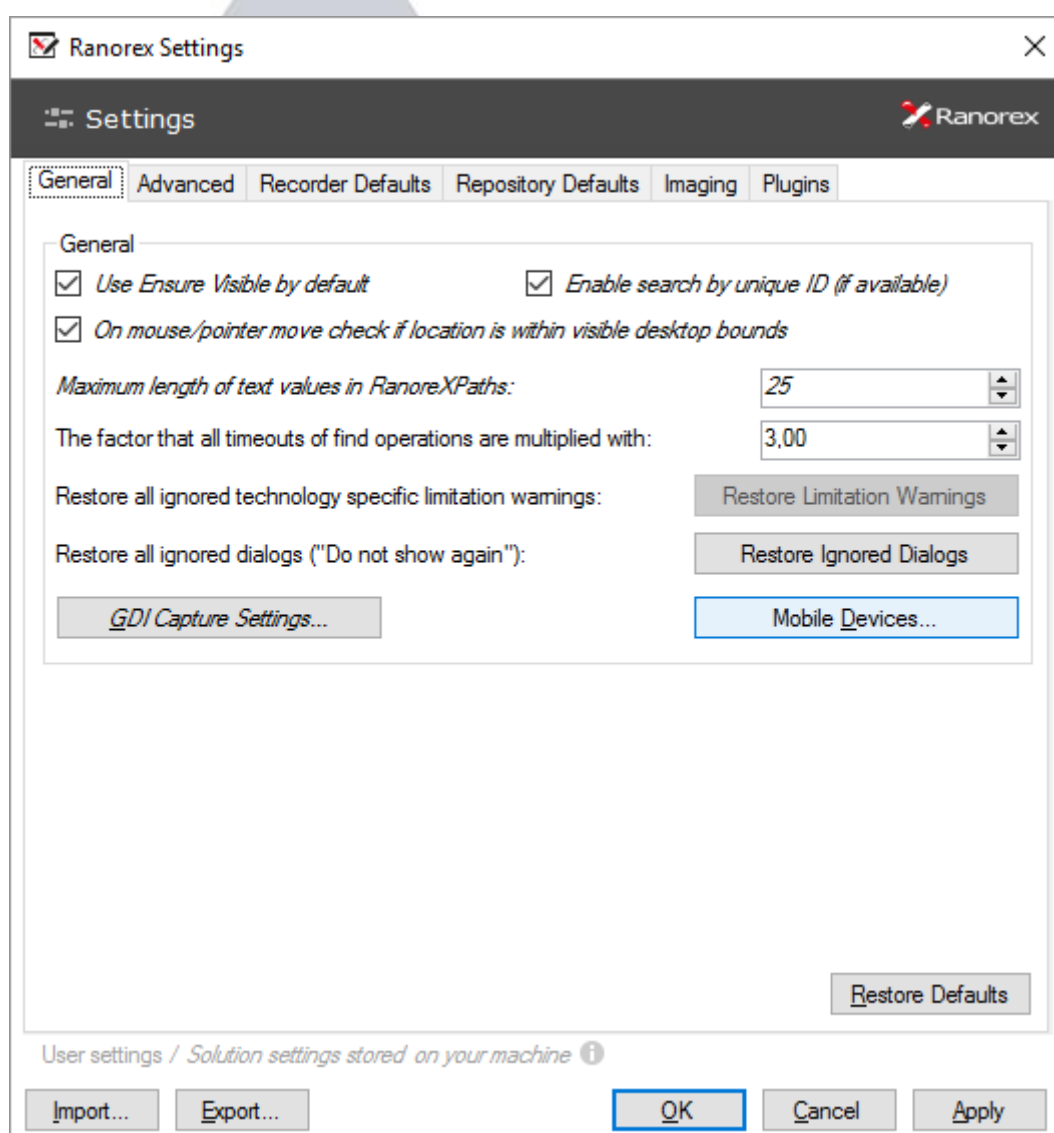 Ranorex Settings
Settings
Ranorex
General Advanced Recorder Defaults Repository Defaults Imaging Plugins
General
Use Ensure Visible by default Enable search by unique ID (if available)
On mouse/pointer move check if location is within visible desktop bounds
Maximum length of text values in RanoreXPaths: 25
The factor that all timeouts of find operations are multiplied with: 3,00
Restore all ignored technology specific limitation warnings: Restore Limitation Warnings
Restore all ignored dialogs ("Do not show again"): Restore Ignored Dialogs
GDI Capture Settings... Mobile Devices...
Restore Defaults
User settings / Solution settings stored on your machine
Import... Export... OK Cancel Apply